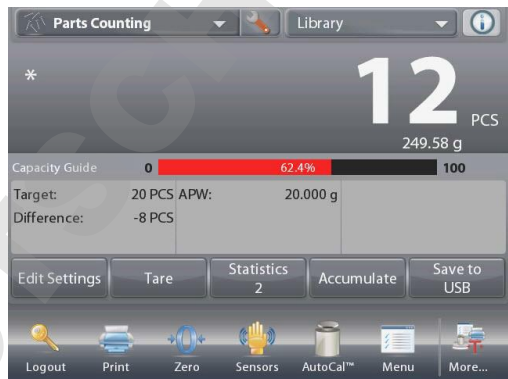 Parts Counting Library
*
12 PCS
249.58 g
Capacity Guide 0 62.4% 100
Target: 20 PCS APW: 20.000 g
Difference: -8 PCS
Edit Settings Tare Statistics 2 Accumulate Save to USB
Logout Print Zero Sensors AutoCal™ Menu More...